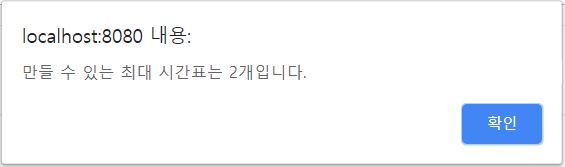 localhost:8080 내용:
만들 수 있는 최대 시간표는 2개입니다.
확인